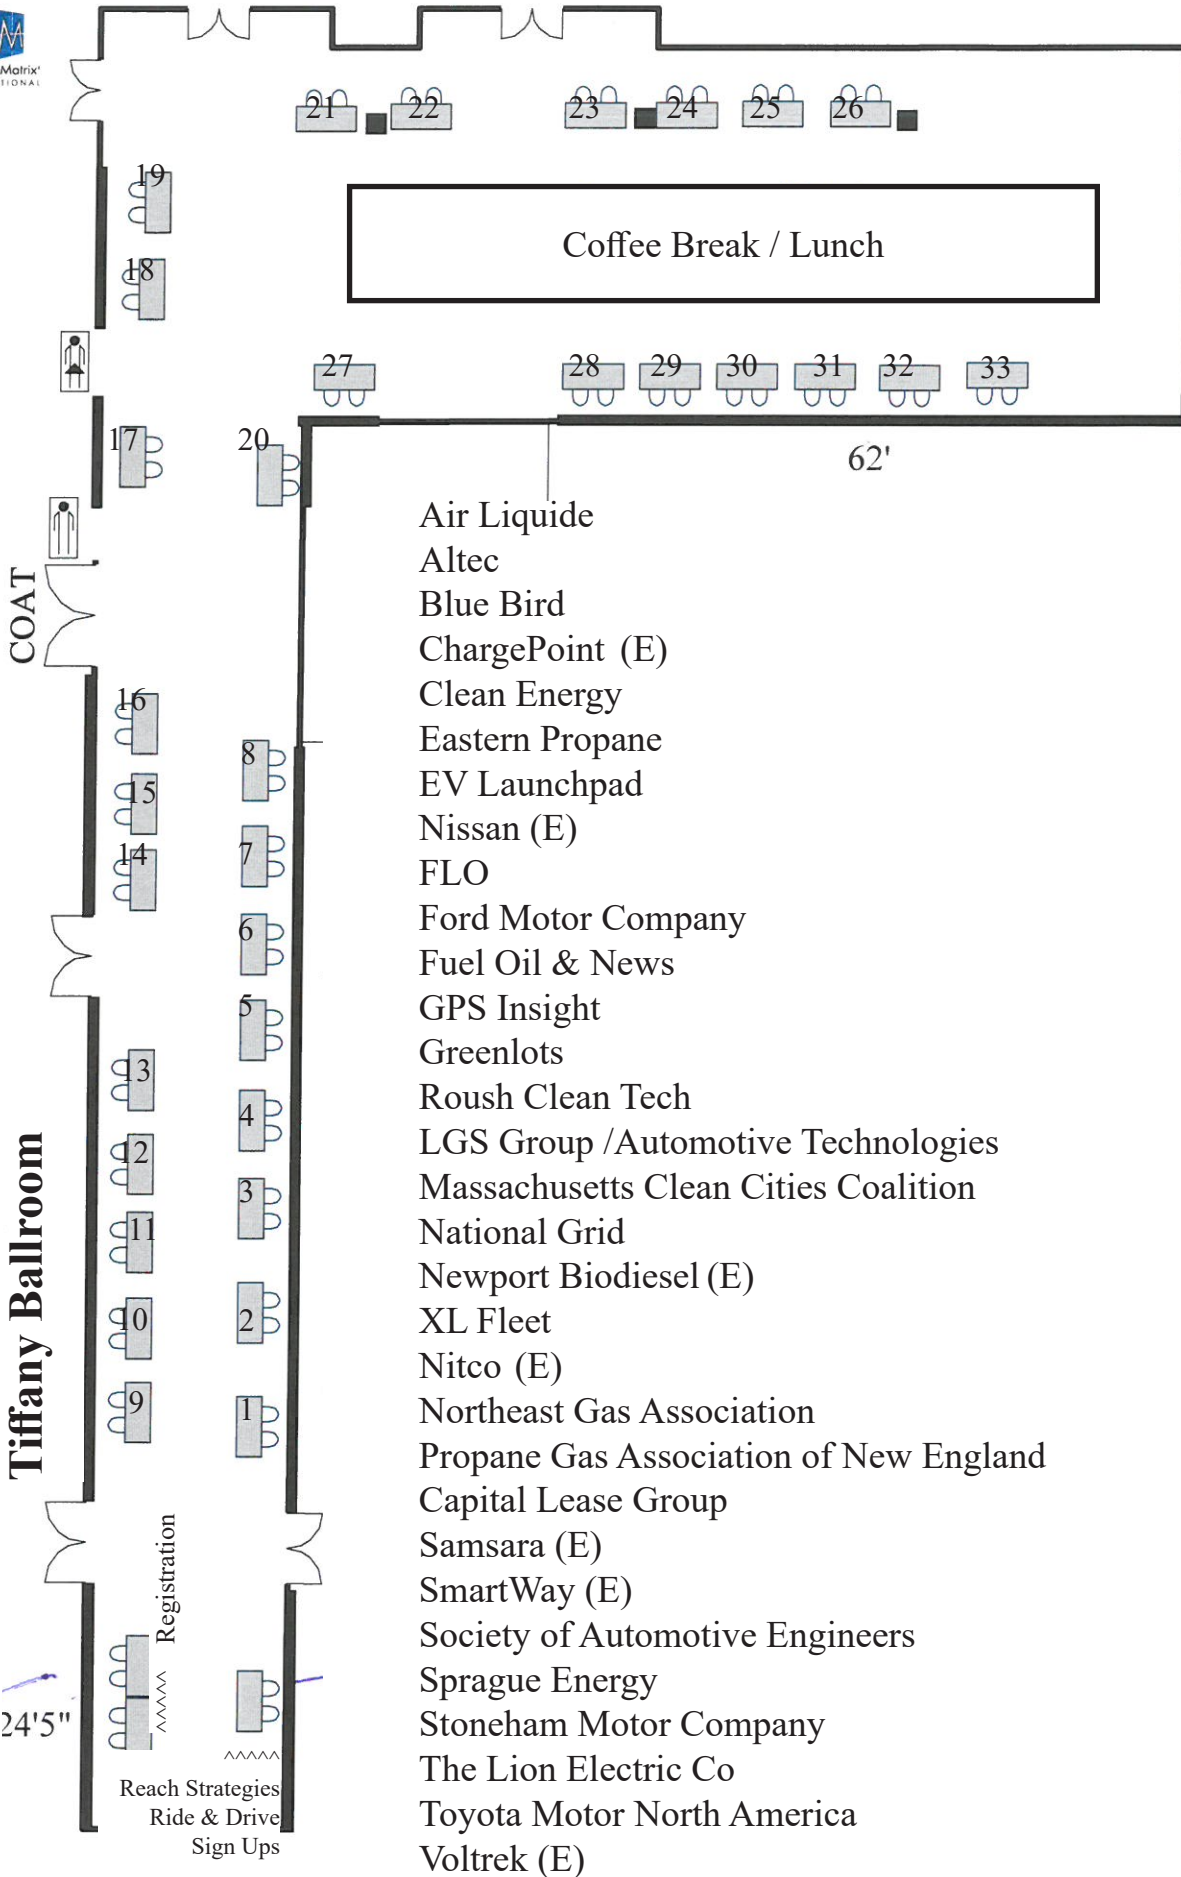 Matrix'
TIONAL
21
22
23
24
25
26
19
18
Coffee Break / Lunch
27
28
29
30
31
32
33
17
20
62'
COAT
16
15
14
8
7
6
5
4
3
2
1
13
12
11
10
9
Tiffany Ballroom
Registration
^^^^^
24'5"
^^^^^
Reach Strategies
Ride & Drive
Sign Ups
Air Liquide
Altec
Blue Bird
ChargePoint (E)
Clean Energy
Eastern Propane
EV Launchpad
Nissan (E)
FLO
Ford Motor Company
Fuel Oil & News
GPS Insight
Greenlots
Roush Clean Tech
LGS Group /Automotive Technologies
Massachusetts Clean Cities Coalition
National Grid
Newport Biodiesel (E)
XL Fleet
Nitco (E)
Northeast Gas Association
Propane Gas Association of New England
Capital Lease Group
Samsara (E)
SmartWay (E)
Society of Automotive Engineers
Sprague Energy
Stoneham Motor Company
The Lion Electric Co
Toyota Motor North America
Voltrek (E)